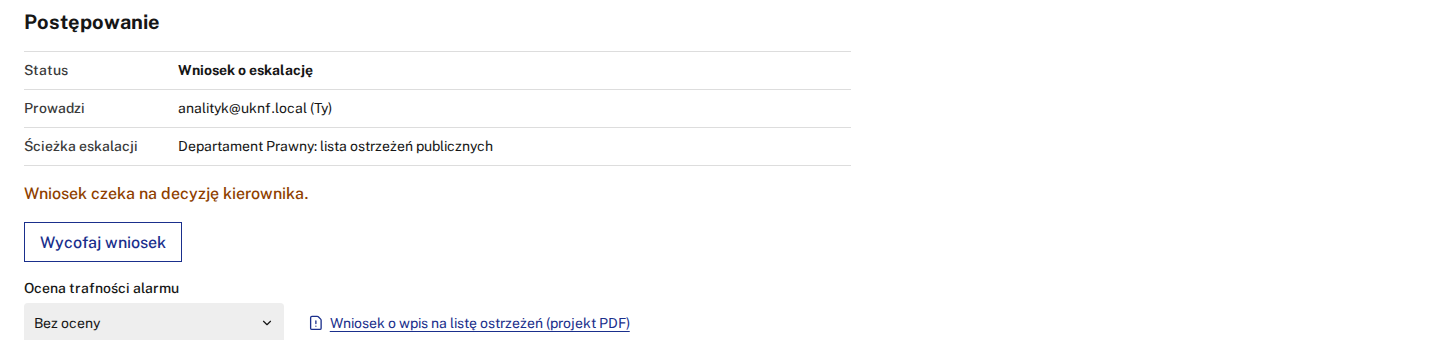 Postępowanie
Status Wniosek o eskalację
Prowadzi analityk@uknf.local (Ty)
Ścieżka eskalacji Departament Prawny: lista ostrzeżeń publicznych
Wniosek czeka na decyzję kierownika.
Wycofaj wniosek
Ocena trafności alarmu
Bez oceny Wniosek o wpis na listę ostrzeżeń (projekt PDF)